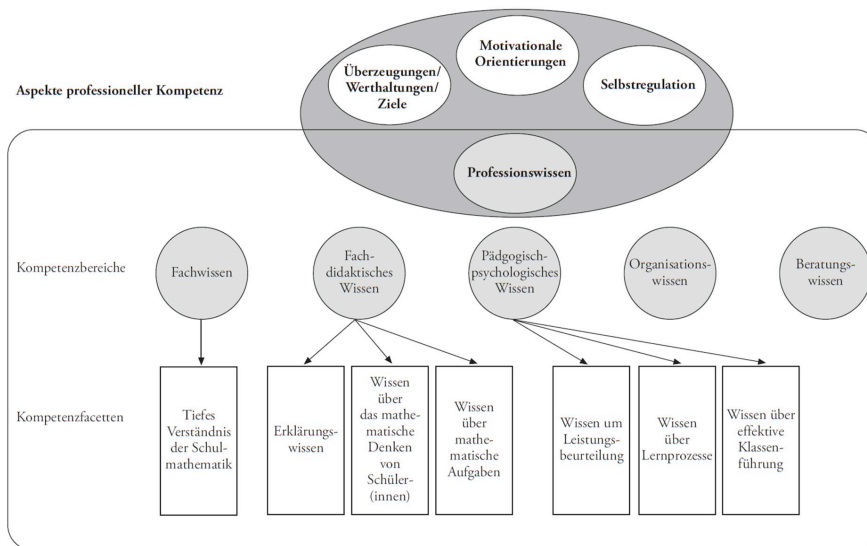 Motivationale
Orientierungen
Überzeugungen/
Werthaltungen/
Ziele
Selbstregulation
Aspekte professioneller Kompetenz
Professionswissen
Kompetenzbereiche
Fachwissen
Fach-
didaktisches
Wissen
Pädgogisch-
psychologisches
Wissen
Organisations-
wissen
Beratungs-
wissen
Kompetenzfacetten
Tiefes
Verständnis
der Schul-
mathematik
Erklärungs-
wissen
Wissen
über
das mathe-
matische
Denken
von
Schüler-
(innen)
Wissen
über
mathe-
matische
Aufgaben
Wissen um
Leistungs-
beurteilung
Wissen
über
Lernprozesse
Wissen über
effektive
Klassen-
führung